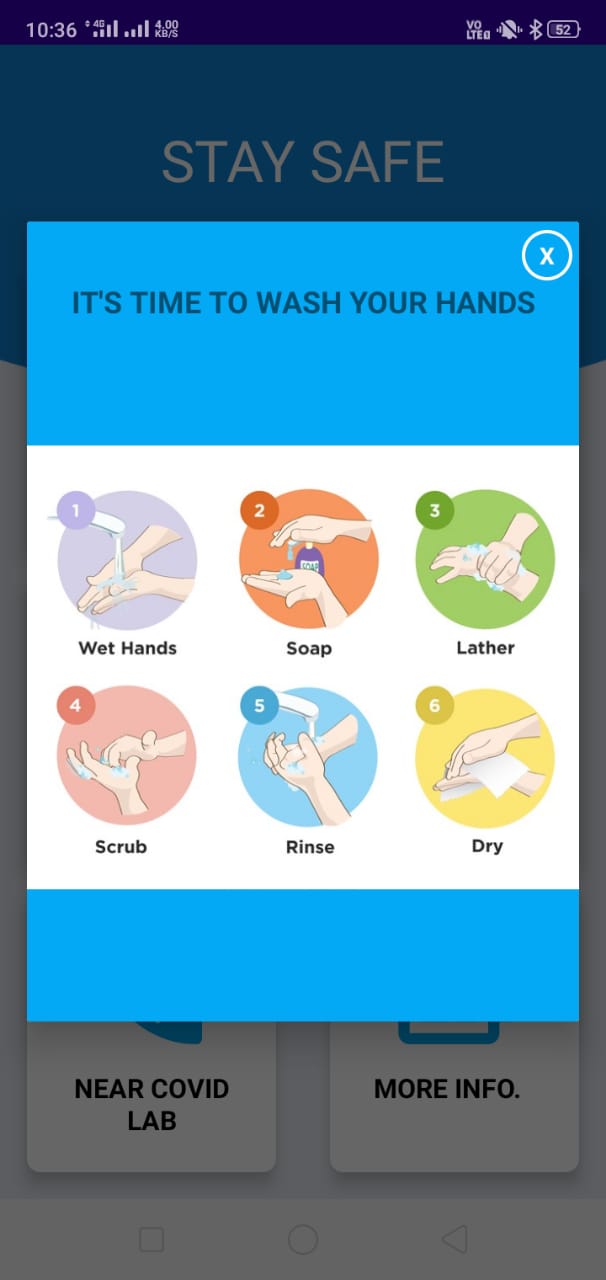 10:36 4G 4.00 KB/S VO LTE 52
STAY SAFE
X
IT'S TIME TO WASH YOUR HANDS
1 2 3
SOAP
Wet Hands Soap Lather
4 5 6
Scrub Rinse Dry
NEAR COVID
LAB
MORE INFO.